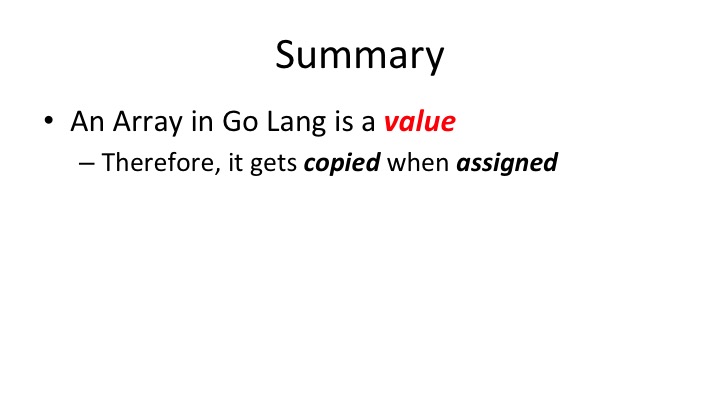 Summary
• An Array in Go Lang is a value
– Therefore, it gets copied when assigned